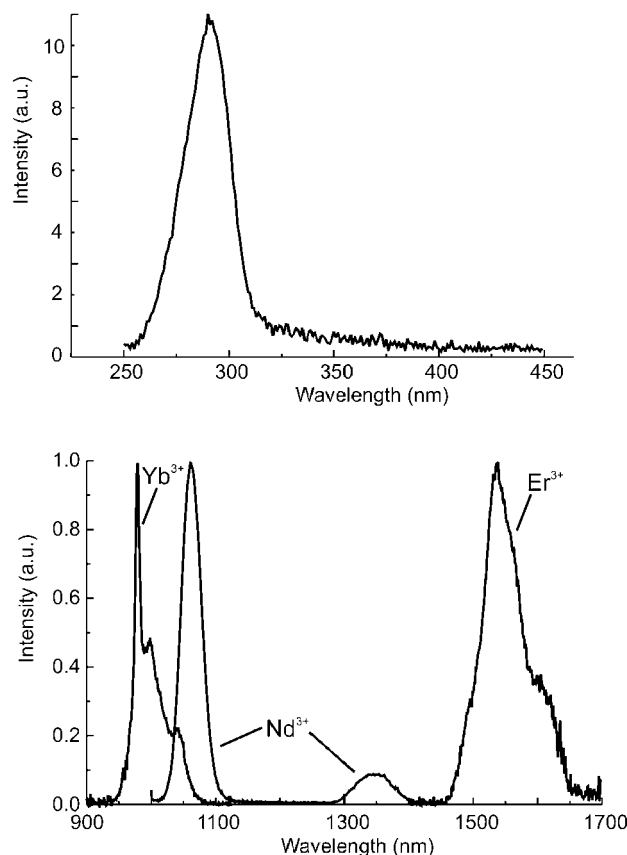 Intensity (a.u.)
10
8
6
4
2
0
250 300 350 400 450
Wavelength (nm)
Intensity (a.u.)
1.0
0.8
0.6
0.4
0.2
0.0
Yb³⁺
Er³⁺
Nd³⁺
900 1100 1300 1500 1700
Wavelength (nm)